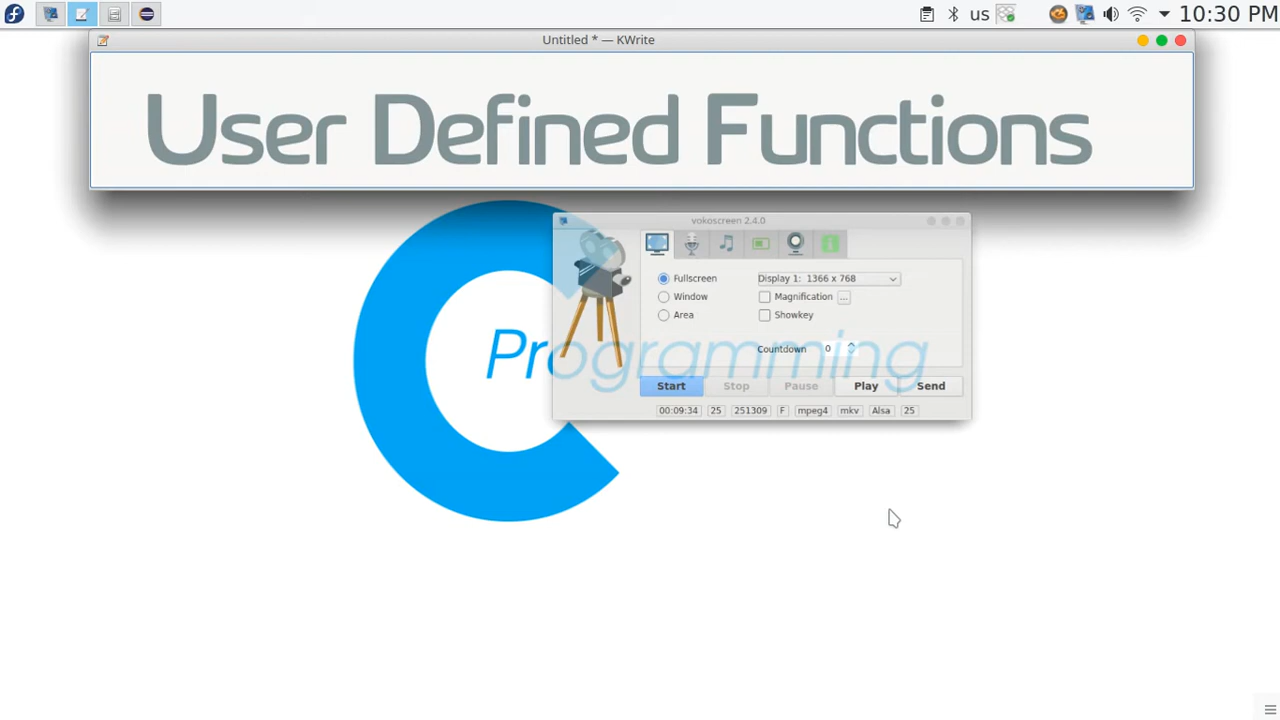 us
10:30 PM
Untitled * — KWrite
User Defined Functions
vokoscreen 2.4.0
Fullscreen
Display 1: 1366 x 768
Window
Magnification
...
Area
Showkey
Countdown
0
Programming
Start
Stop
Pause
Play
Send
00:09:34
25
251309
F
mpeg4
mkv
Alsa
25